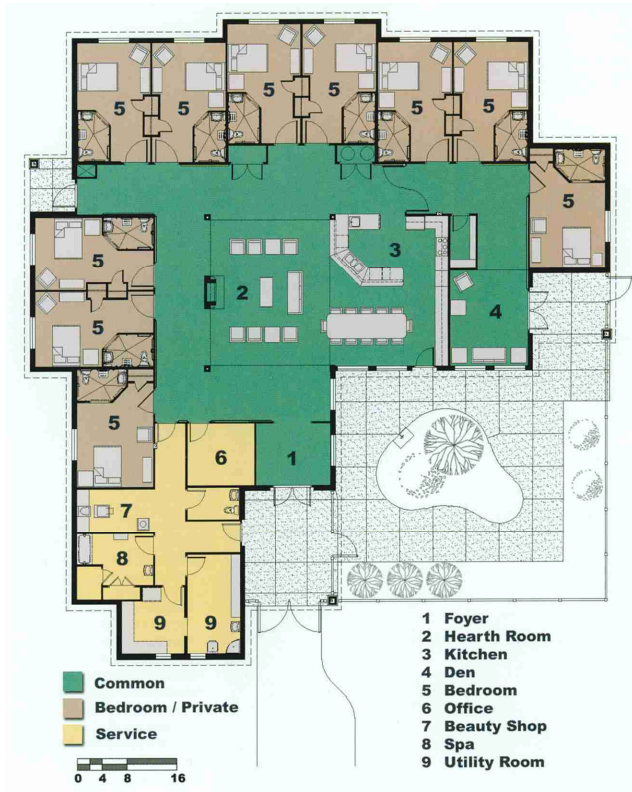 5 5 5 5 5 5
5
5
3
2
4
5
5
6
1
7
8
9 9
1 Foyer
2 Hearth Room
3 Kitchen
4 Den
5 Bedroom
6 Office
7 Beauty Shop
8 Spa
9 Utility Room
Common
Bedroom / Private
Service
0 4 8 16